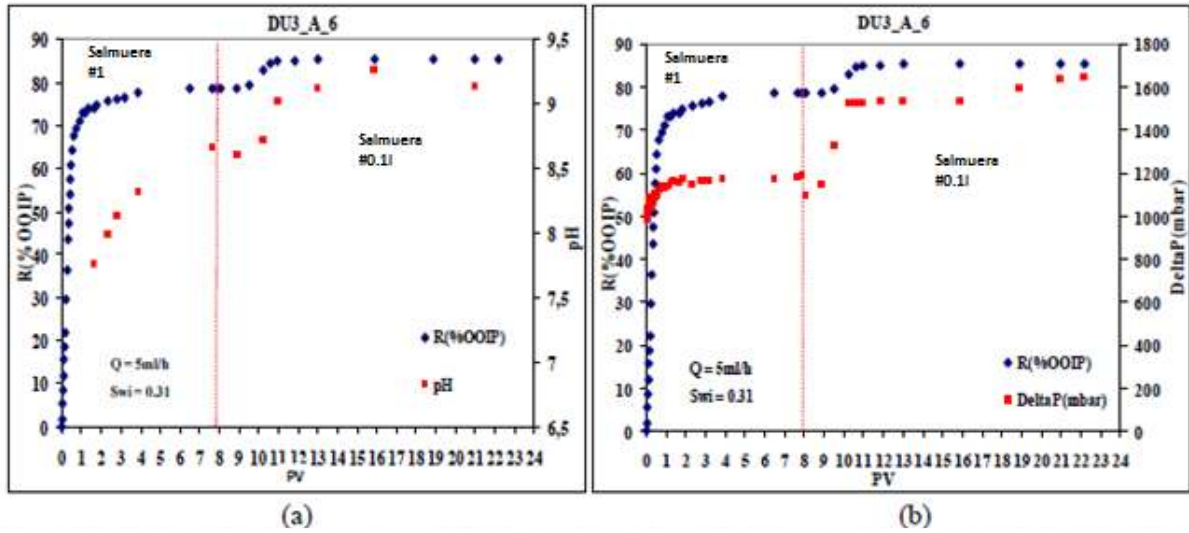 DU3_A_6
90
80
70
60
50
40
30
20
10
0
R(%OOIP)
Salmuera
#1
Salmuera
#0.1I
9,5
9
8,5
8
7,5
7
6,5
pH
R(%OOIP)
pH
Q = 5ml/h
Swi = 0.31
0 1 2 3 4 5 6 7 8 9 10 11 12 13 14 15 16 17 18 19 20 21 22 23 24
PV
(a)
DU3_A_6
90
80
70
60
50
40
30
20
10
0
R(%OOIP)
Salmuera
#1
Salmuera
#0.1I
1800
1600
1400
1200
1000
800
600
400
200
0
DeltaP(mbar)
R(%OOIP)
DeltaP(mbar)
Q = 5ml/h
Swi = 0.31
0 1 2 3 4 5 6 7 8 9 10 11 12 13 14 15 16 17 18 19 20 21 22 23 24
PV
(b)